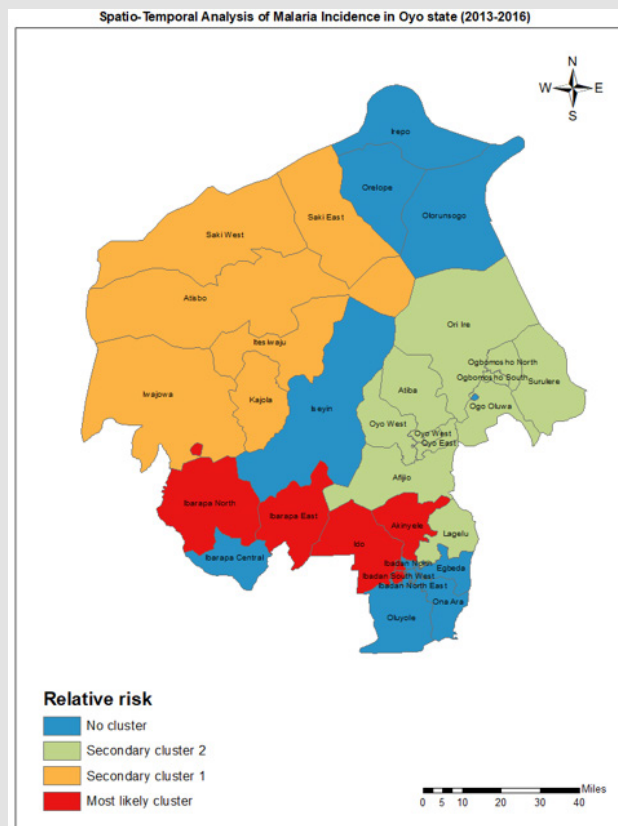 Spatio-Temporal Analysis of Malaria Incidence in Oyo state (2013-2016)
N
W E
S
Irepo
Orelope
Olorunsogo
Saki East
Saki West
Atisbo
Ori Ire
Itesiwaju
Ogbomosho North
Ogbomosho South
Surulere
Iwajowa
Kajola
Atiba
Iseyin
Ogo Oluwa
Oyo West
Oyo West
Oyo East
Afijio
Ibarapa North
Ibarapa East
Akinyele
Lagelu
Ido
Ibarapa Central
Ibadan North
Egbeda
Ibadan South West
Ibadan North East
Ona Ara
Oluyole
Relative risk
No cluster
Secondary cluster 2
Secondary cluster 1
Most likely cluster
Miles
0 5 10 20 30 40